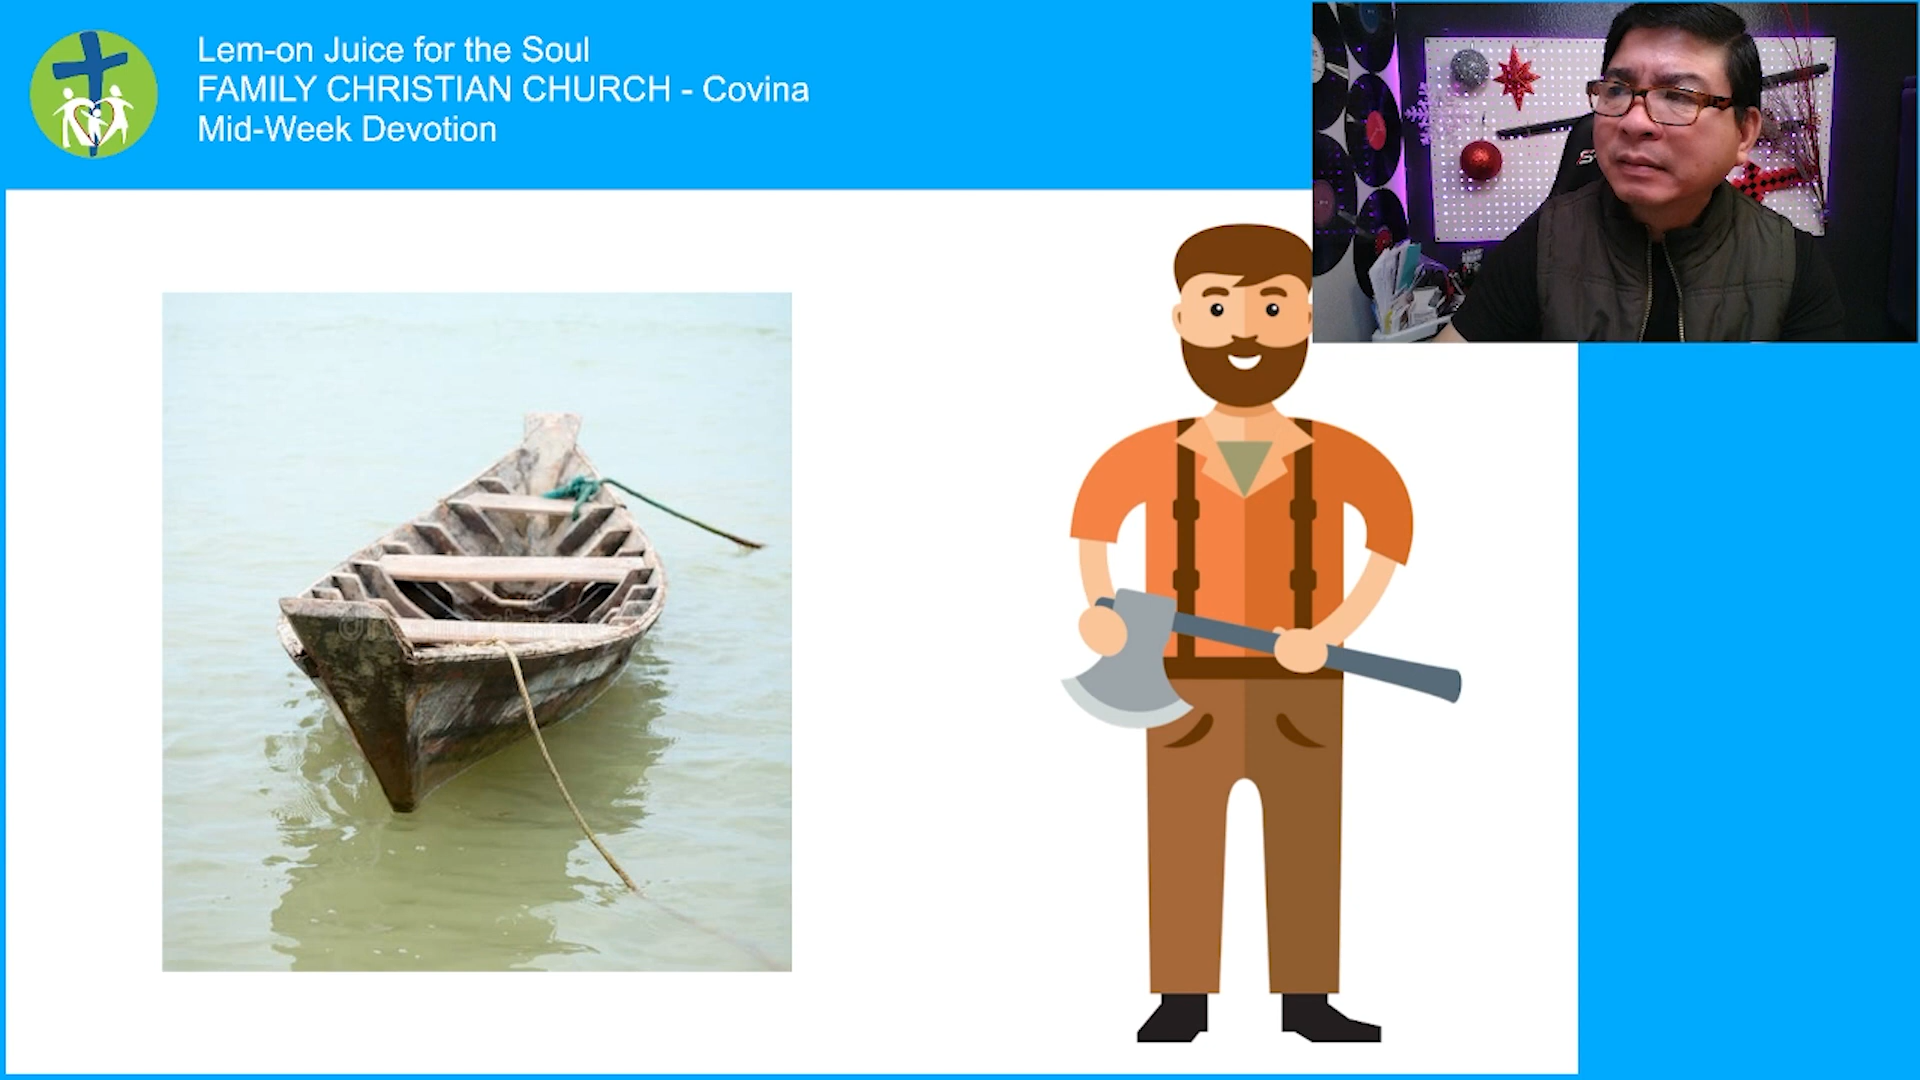 Lem-on Juice for the Soul
FAMILY CHRISTIAN CHURCH - Covina
Mid-Week Devotion